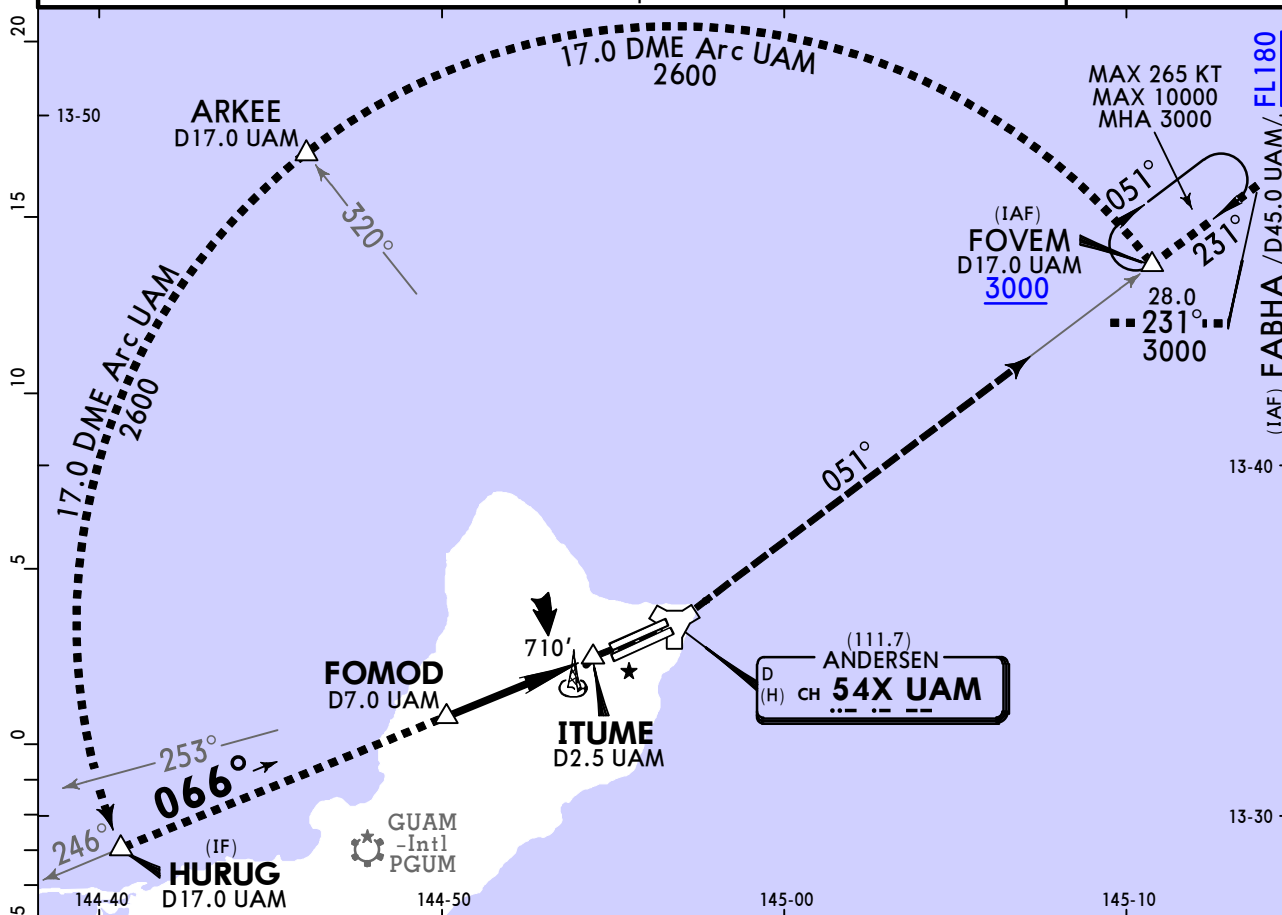 20
15
10
5
0
5
13-50
13-40
13-30
144-40
144-50
145-00
145-10
17.0 DME Arc UAM
2600
ARKEE
D17.0 UAM
320°
17.0 DME Arc UAM
2600
MAX 265 KT
MAX 10000
MHA 3000
051°
231°
(IAF)
FOVEM
D17.0 UAM
3000
28.0
231°
3000
(IAF) FABHA /D45.0 UAM/ FL180
051°
(111.7)
ANDERSEN
D
(H) CH 54X UAM
710'
FOMOD
D7.0 UAM
ITUME
D2.5 UAM
253°
066°
246°
(IF)
HURUG
D17.0 UAM
GUAM
-Intl
PGUM